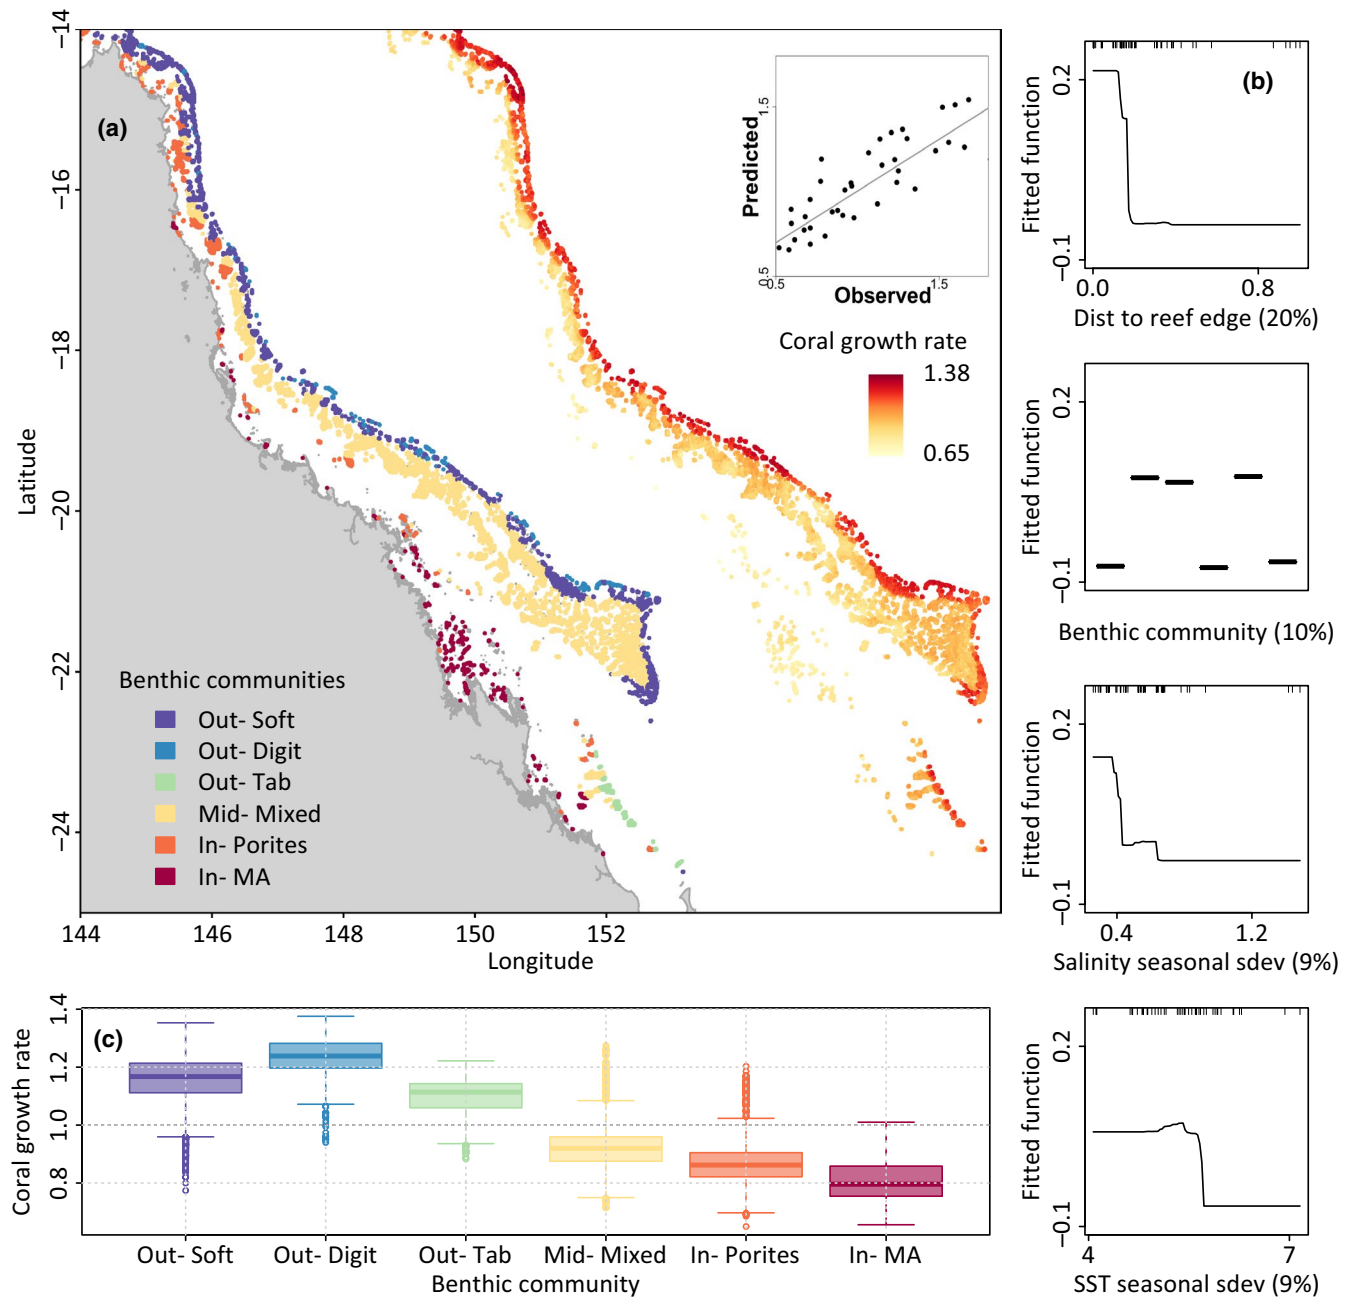 (a)
−14
−16
−18
−20
−22
−24
Latitude
144
146
148
150
152
Longitude
Benthic communities
Out- Soft
Out- Digit
Out- Tab
Mid- Mixed
In- Porites
In- MA
Predicted
1.5
0.5
0.5
1.5
Observed
Coral growth rate
1.38
0.65
(b)
Fitted function
0.2
−0.1
0.0
0.8
Dist to reef edge (20%)
Fitted function
0.2
−0.1
Benthic community (10%)
Fitted function
0.2
−0.1
0.4
1.2
Salinity seasonal sdev (9%)
Fitted function
0.2
−0.1
4
7
SST seasonal sdev (9%)
(c)
Coral growth rate
1.4
1.2
1.0
0.8
Out- Soft
Out- Digit
Out- Tab
Mid- Mixed
In- Porites
In- MA
Benthic community